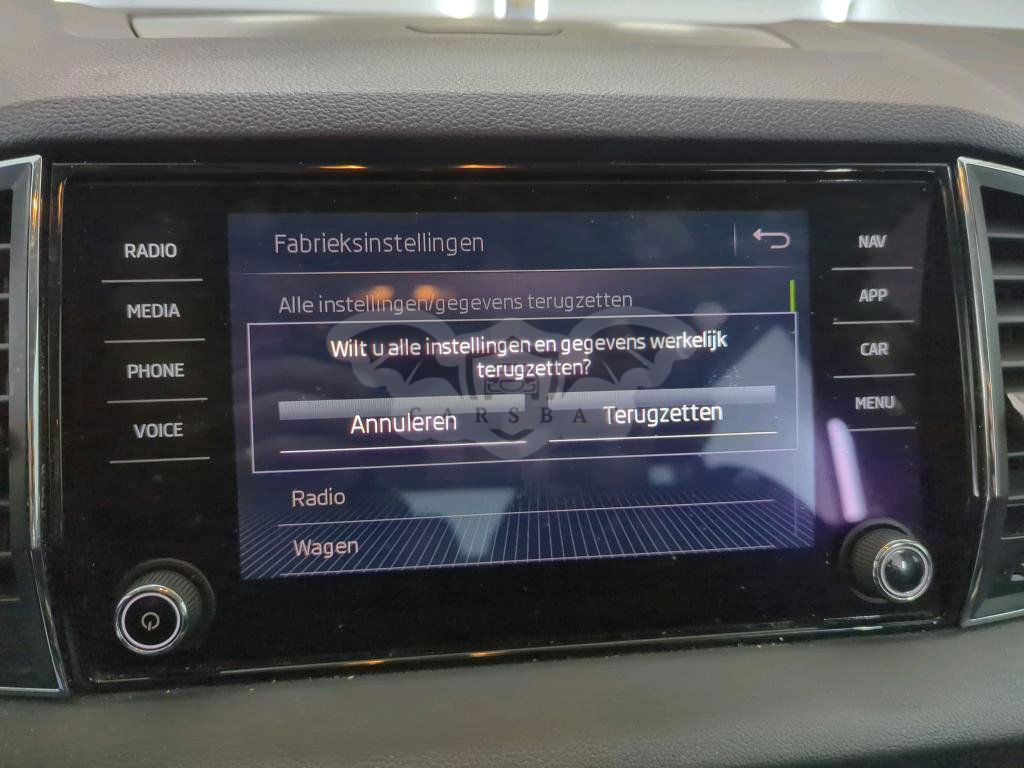 RADIO
MEDIA
PHONE
VOICE
Fabrieksinstellingen
Alle instellingen/gegevens terugzetten
Wilt u alle instellingen en gegevens werkelijk
terugzetten?
Annuleren
Terugzetten
Radio
Wagen
NAV
APP
CAR
MENU
CARSBA